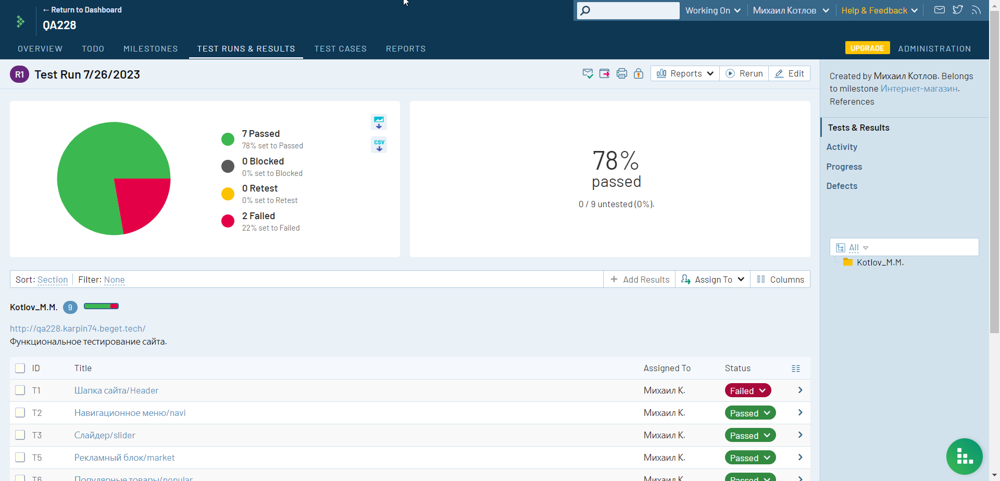 ← Return to Dashboard
QA228
Working On
Михаил Котлов
Help & Feedback
OVERVIEW
TODO
MILESTONES
TEST RUNS & RESULTS
TEST CASES
REPORTS
UPGRADE
ADMINISTRATION
R1
Test Run 7/26/2023
Reports
Rerun
Edit
Created by Михаил Котлов. Belongs
to milestone Интернет-магазин.
References
7 Passed
78% set to Passed
0 Blocked
0% set to Blocked
0 Retest
0% set to Retest
2 Failed
22% set to Failed
CSV
78%
passed
0 / 9 untested (0%).
Tests & Results
Activity
Progress
Defects
All
Kotlov_M.M.
Sort: Section
Filter: None
+ Add Results
Assign To
Columns
Kotlov_M.M. 9
http://qa228.karpin74.beget.tech/
Функциональное тестирование сайта.
ID Title Assigned To Status
T1 Шапка сайта/Header Михаил К. Failed
T2 Навигационное меню/navi Михаил К. Passed
T3 Слайдер/slider Михаил К. Passed
T5 Рекламный блок/market Михаил К. Passed
T6 Популярные товары/popular Михаил К. Passed